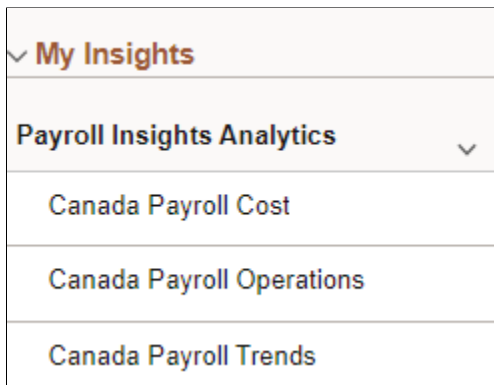 My Insights
Payroll Insights Analytics
Canada Payroll Cost
Canada Payroll Operations
Canada Payroll Trends